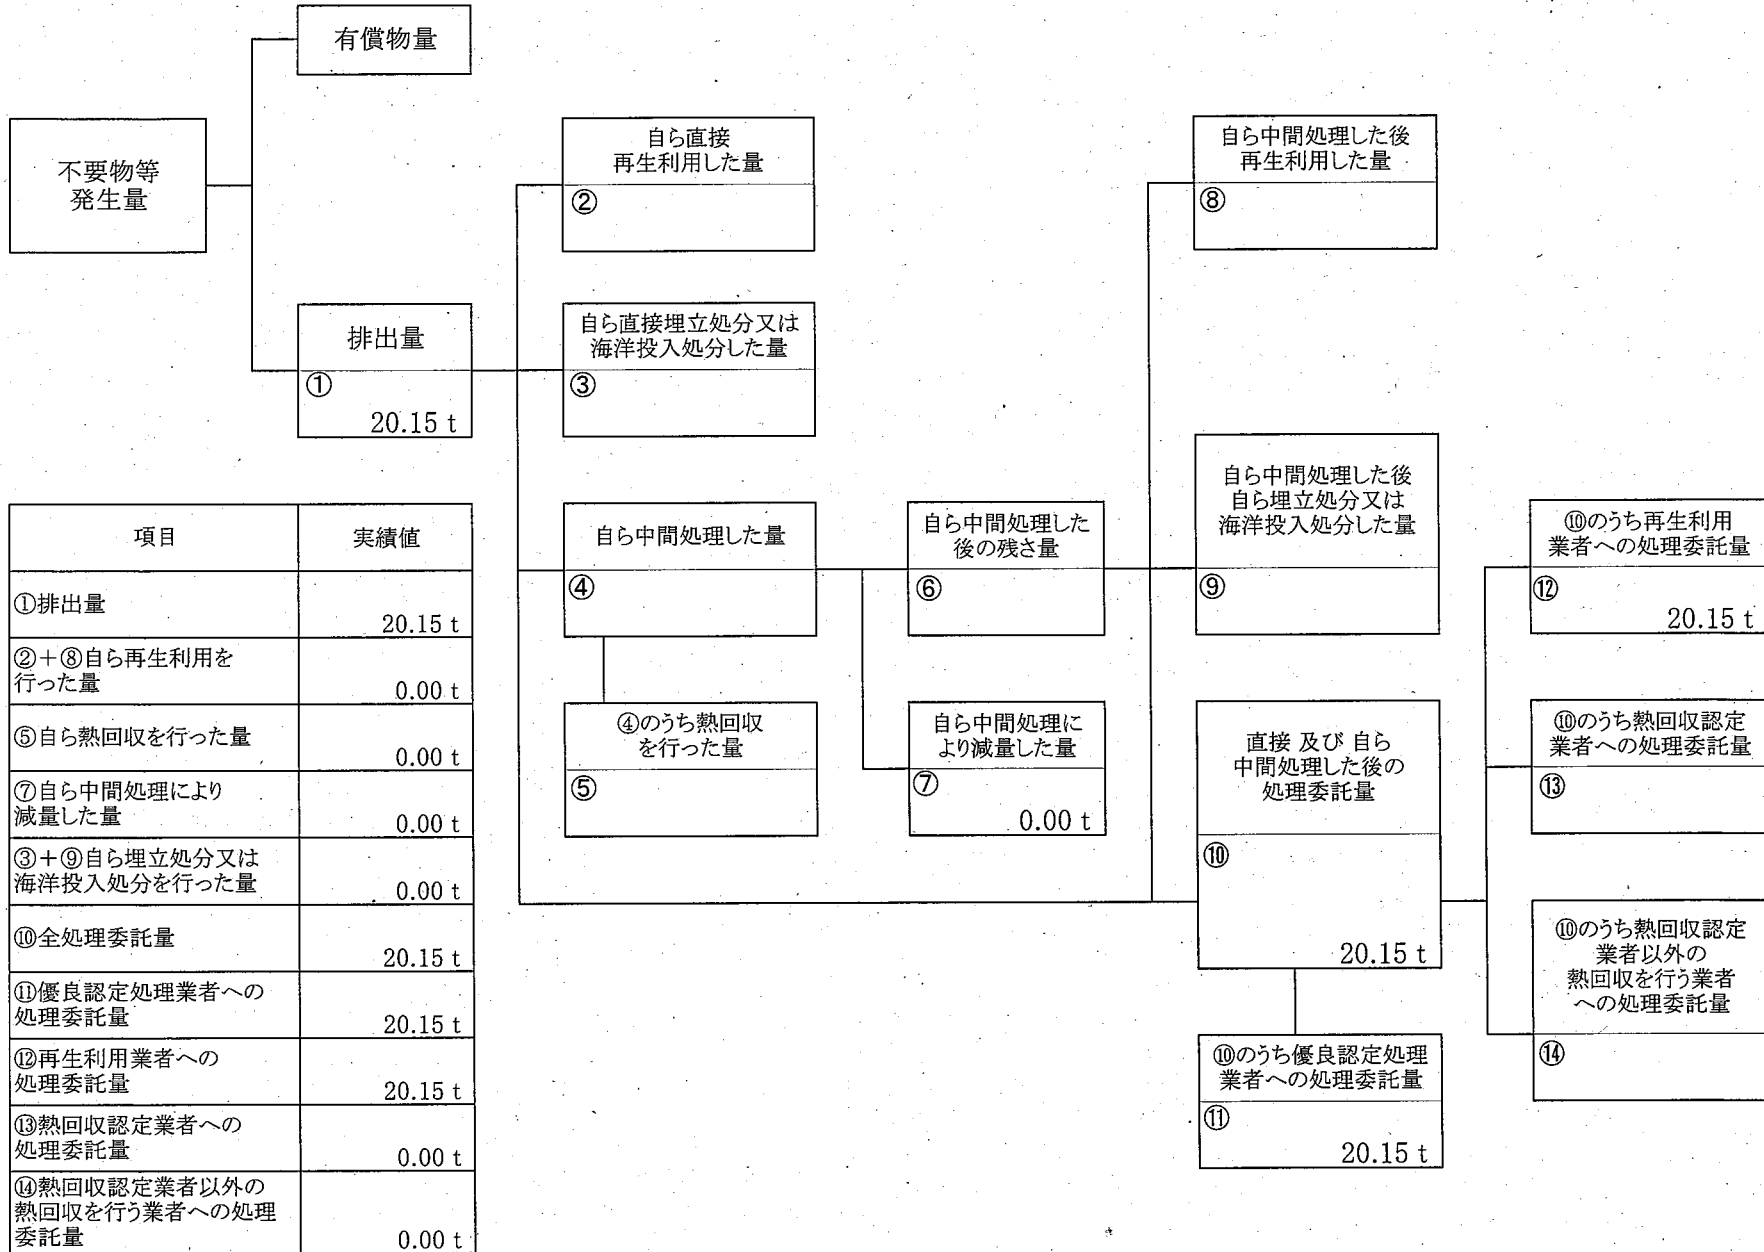 有償物量
不要物等
発生量
排出量
①
20.15 t
自ら直接
再生利用した量
②
自ら直接埋立処分又は
海洋投入処分した量
③
自ら中間処理した量
④
④のうち熱回収
を行った量
⑤
自ら中間処理した
後の残さ量
⑥
自ら中間処理に
より減量した量
⑦
0.00 t
自ら中間処理した後
再生利用した量
⑧
自ら中間処理した後
自ら埋立処分又は
海洋投入処分した量
⑨
直接 及び 自ら
中間処理した後の
処理委託量
⑩
20.15 t
⑩のうち優良認定処理
業者への処理委託量
⑪
20.15 t
⑩のうち再生利用
業者への処理委託量
⑫
20.15 t
⑩のうち熱回収認定
業者への処理委託量
⑬
⑩のうち熱回収認定
業者以外の
熱回収を行う業者
への処理委託量
⑭
項目 実績値
①排出量 20.15 t
②+⑧自ら再生利用を
行った量 0.00 t
⑤自ら熱回収を行った量 0.00 t
⑦自ら中間処理により
減量した量 0.00 t
③+⑨自ら埋立処分又は
海洋投入処分を行った量 0.00 t
⑩全処理委託量 20.15 t
⑪優良認定処理業者への
処理委託量 20.15 t
⑫再生利用業者への
処理委託量 20.15 t
⑬熱回収認定業者への
処理委託量 0.00 t
⑭熱回収認定業者以外の
熱回収を行う業者への処理
委託量 0.00 t